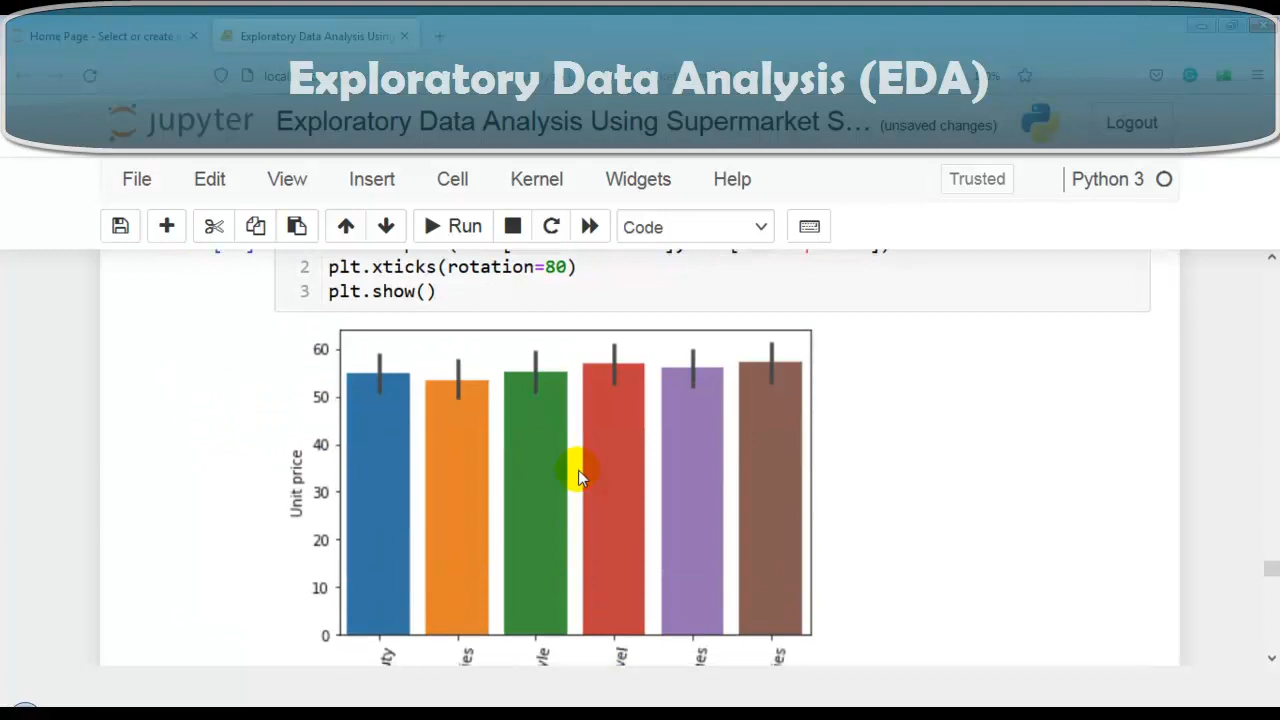 Home Page - Select or create
Exploratory Data Analysis Using
Exploratory Data Analysis (EDA)
jupyter Exploratory Data Analysis Using Supermarket S... (unsaved changes) Logout
File Edit View Insert Cell Kernel Widgets Help Trusted Python 3
Run Code
2 plt.xticks(rotation=80)
3 plt.show()
60
50
40
30
20
10
0
Unit price